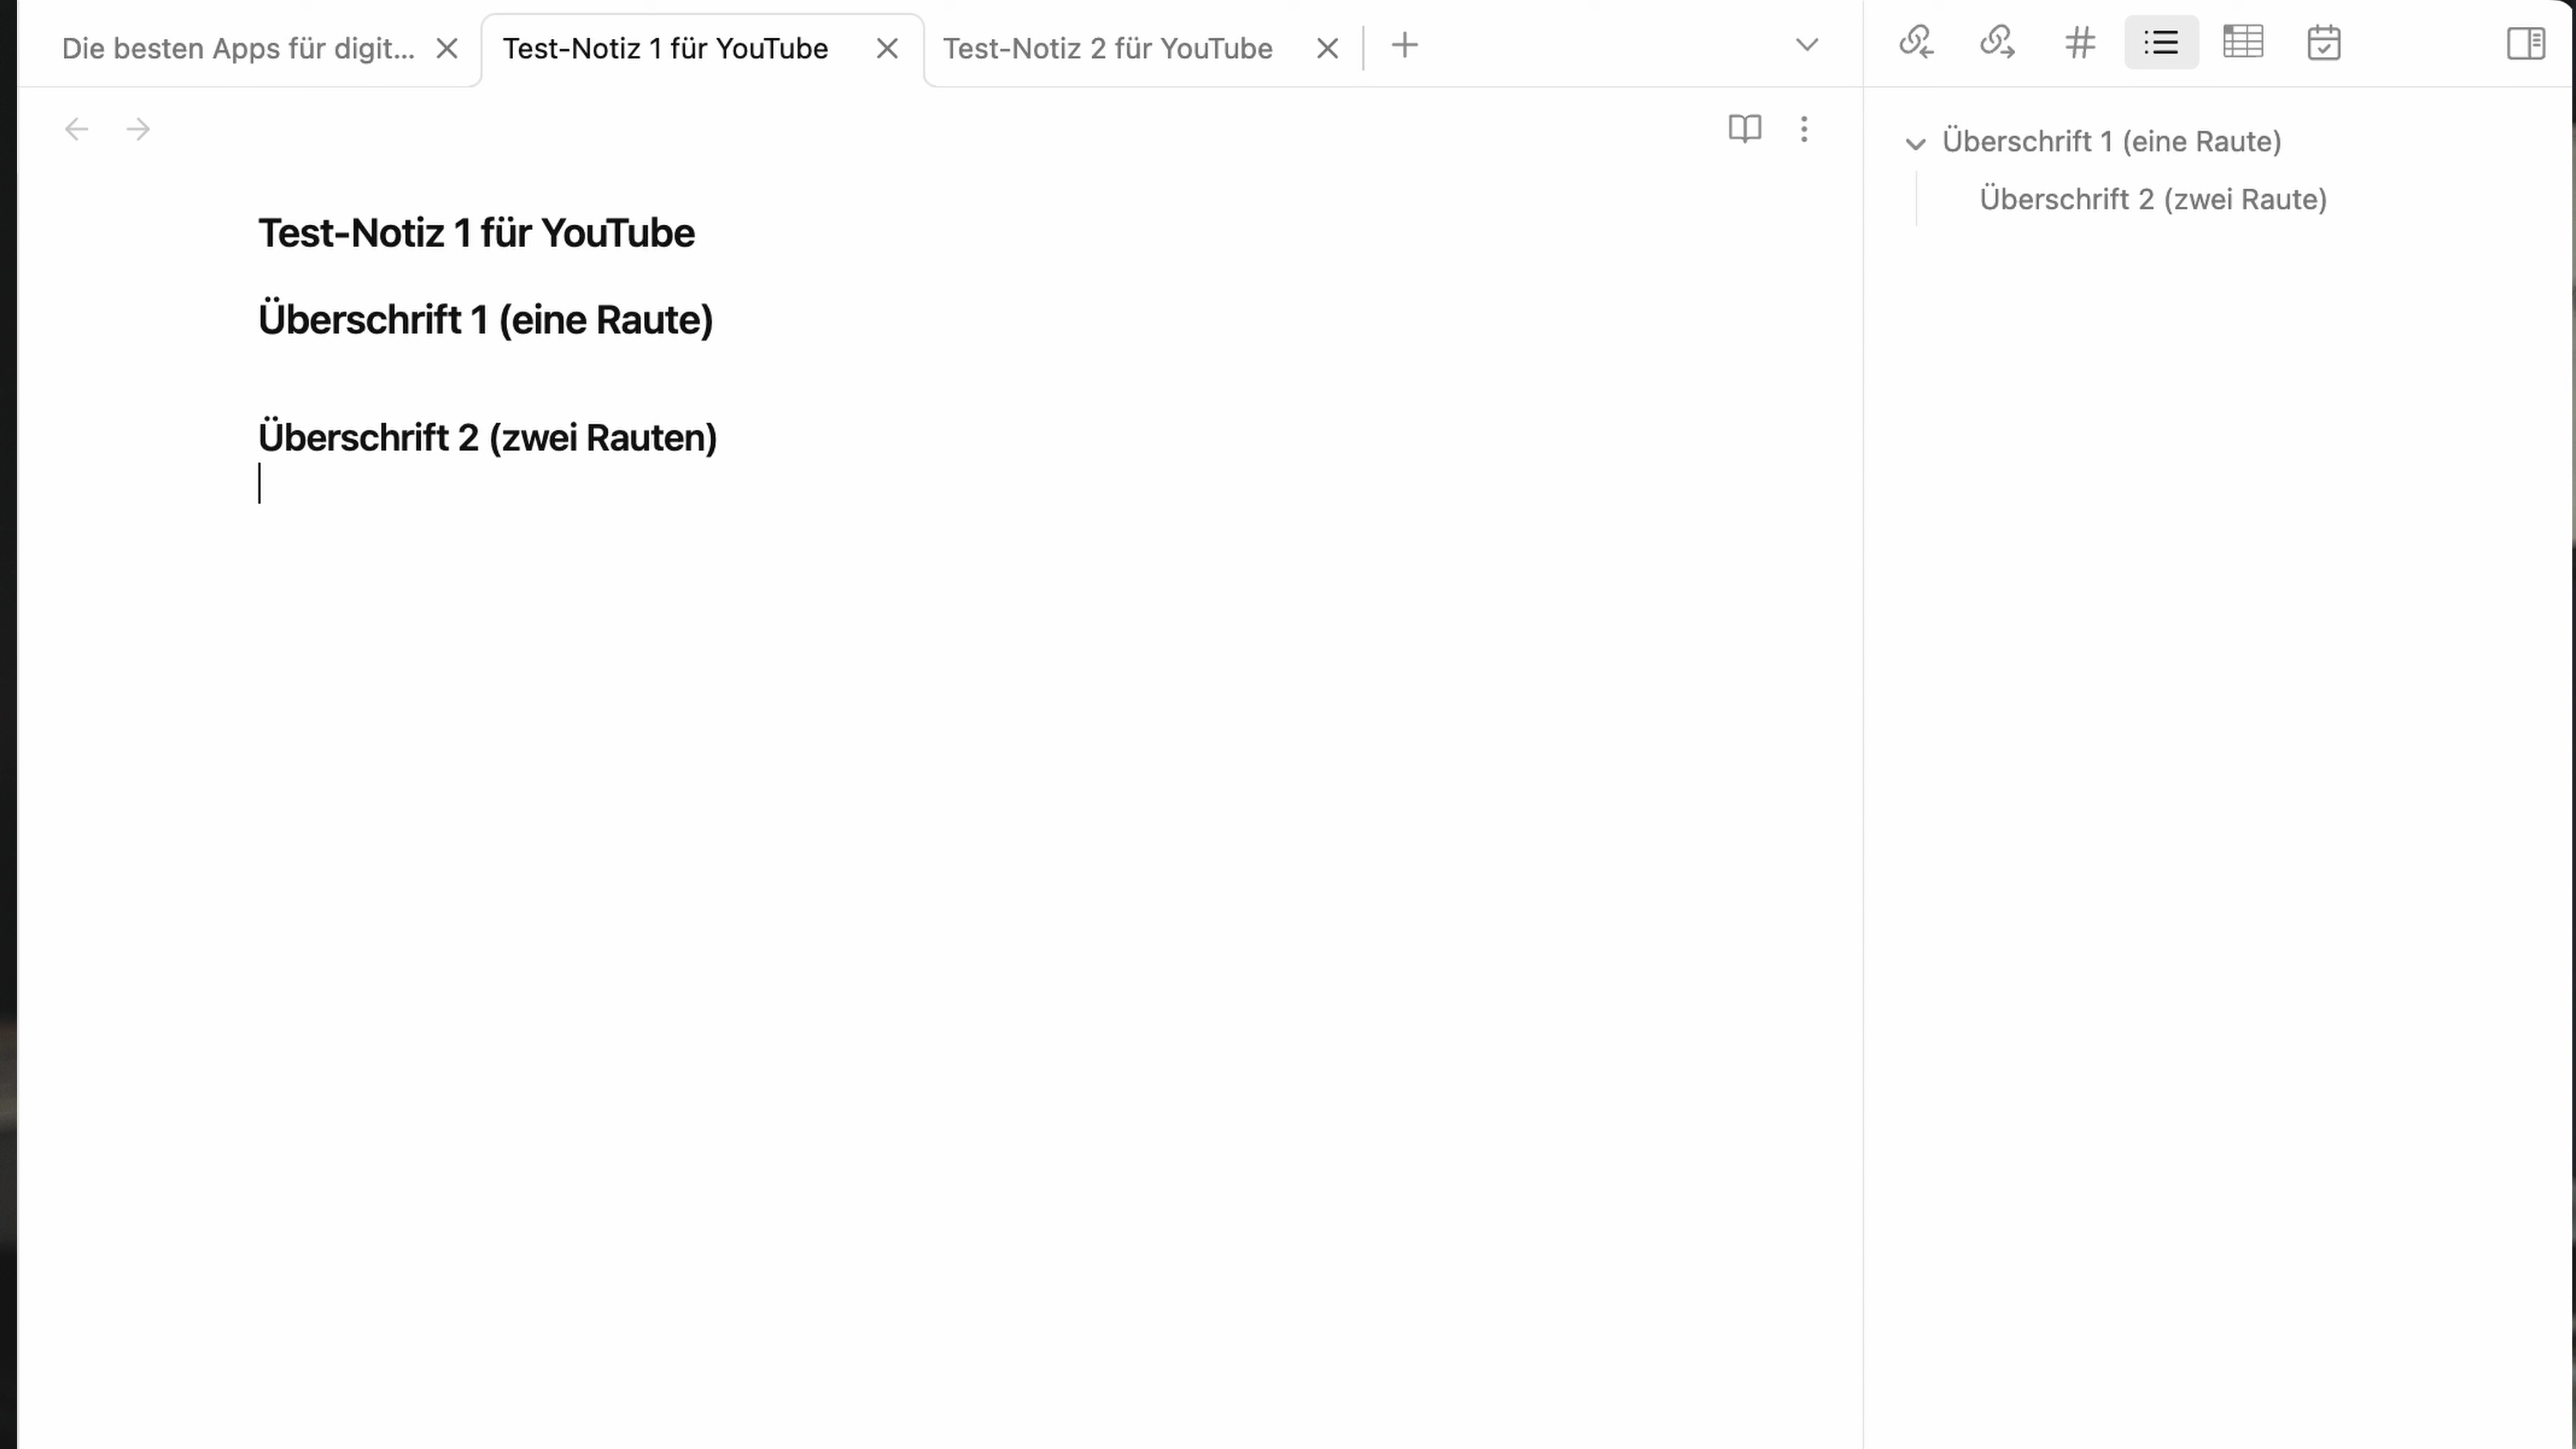 Die besten Apps für digit...
Test-Notiz 1 für YouTube
Test-Notiz 2 für YouTube
Test-Notiz 1 für YouTube
Überschrift 1 (eine Raute)
Überschrift 2 (zwei Rauten)
Überschrift 1 (eine Raute)
Überschrift 2 (zwei Raute)